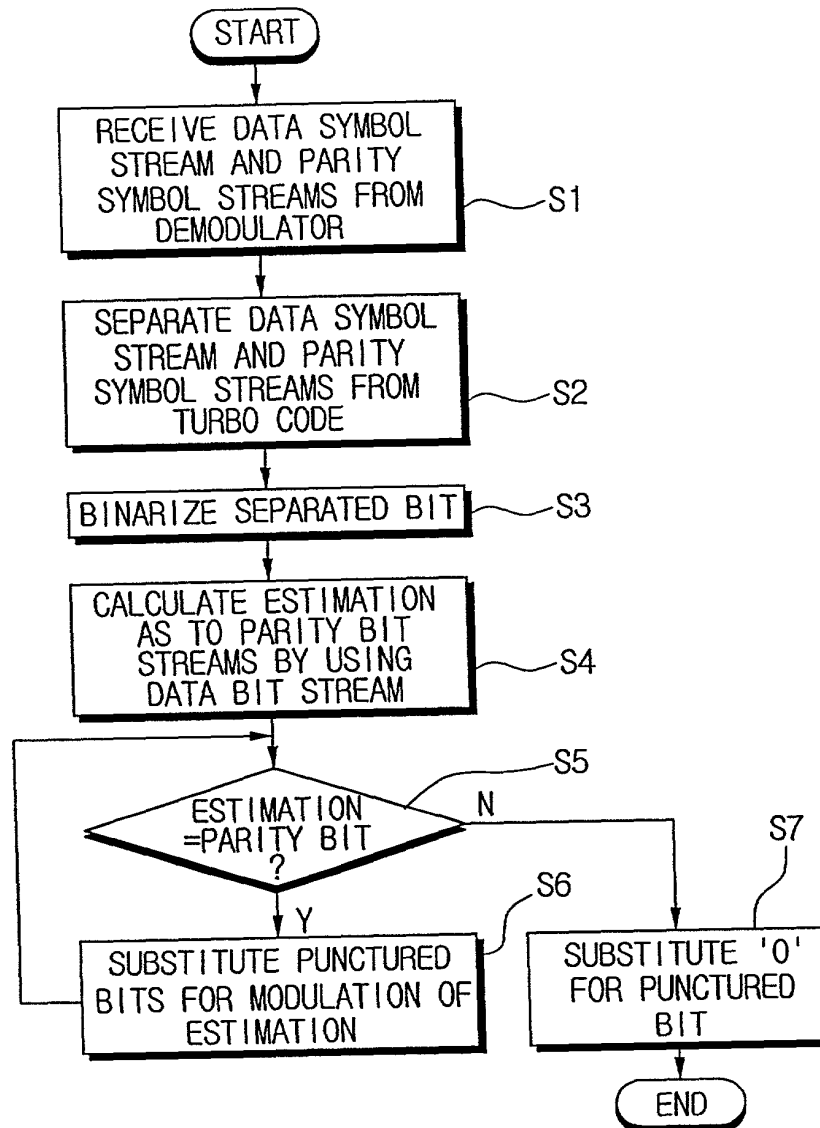 START
RECEIVE DATA SYMBOL
STREAM AND PARITY
SYMBOL STREAMS FROM
DEMODULATOR
S1
SEPARATE DATA SYMBOL
STREAM AND PARITY
SYMBOL STREAMS FROM
TURBO CODE
S2
BINARIZE SEPARATED BIT
S3
CALCULATE ESTIMATION
AS TO PARITY BIT
STREAMS BY USING
DATA BIT STREAM
S4
ESTIMATION
=PARITY BIT
?
S5
N
Y
SUBSTITUTE PUNCTURED
BITS FOR MODULATION OF
ESTIMATION
S6
S7
SUBSTITUTE '0'
FOR PUNCTURED
BIT
END